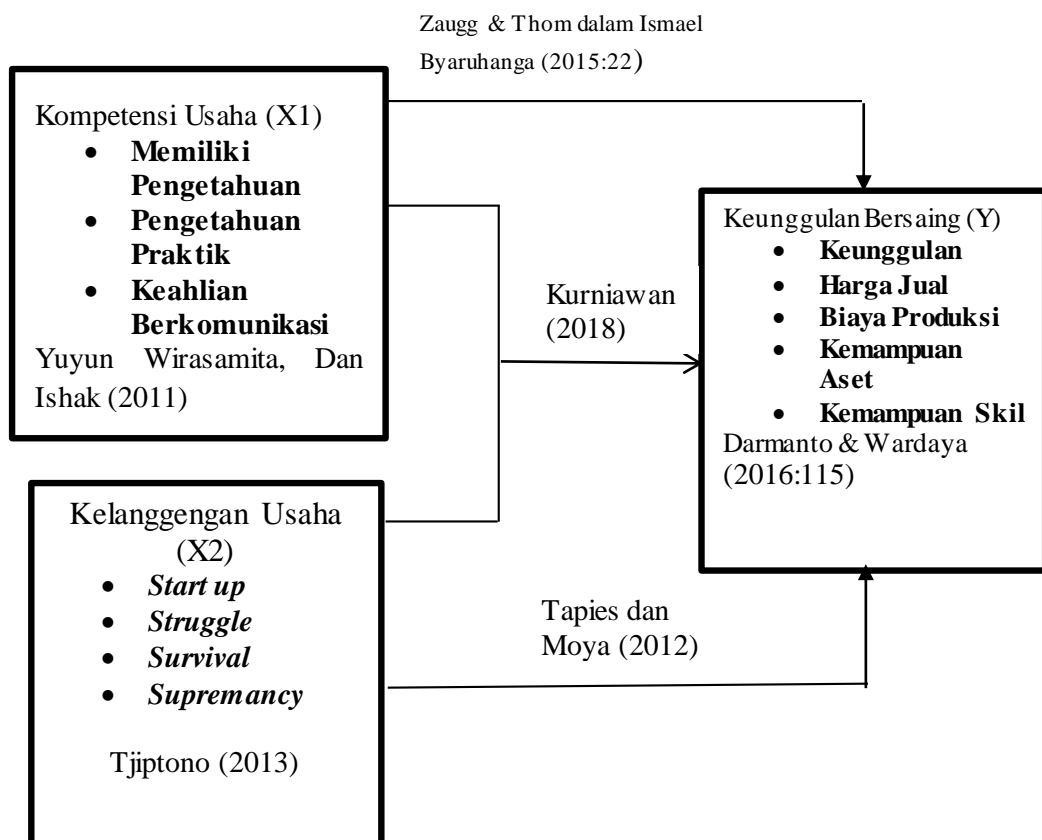 Zaugg & Thom dalam Ismael
Byaruhanga (2015:22)
Kompetensi Usaha (X1)
• Memiliki
Pengetahuan
• Pengetahuan
Praktik
• Keahlian
Berkomunikasi
Yuyun Wirasamita, Dan
Ishak (2011)
Kurniawan
(2018)
Keunggulan Bersaing (Y)
• Keunggulan
• Harga Jual
• Biaya Produksi
• Kemampuan
Aset
• Kemampuan Skil
Darmanto & Wardaya
(2016:115)
Kelanggengan Usaha
(X2)
• Start up
• Struggle
• Survival
• Supremancy
Tjiptono (2013)
Tapies dan
Moya (2012)